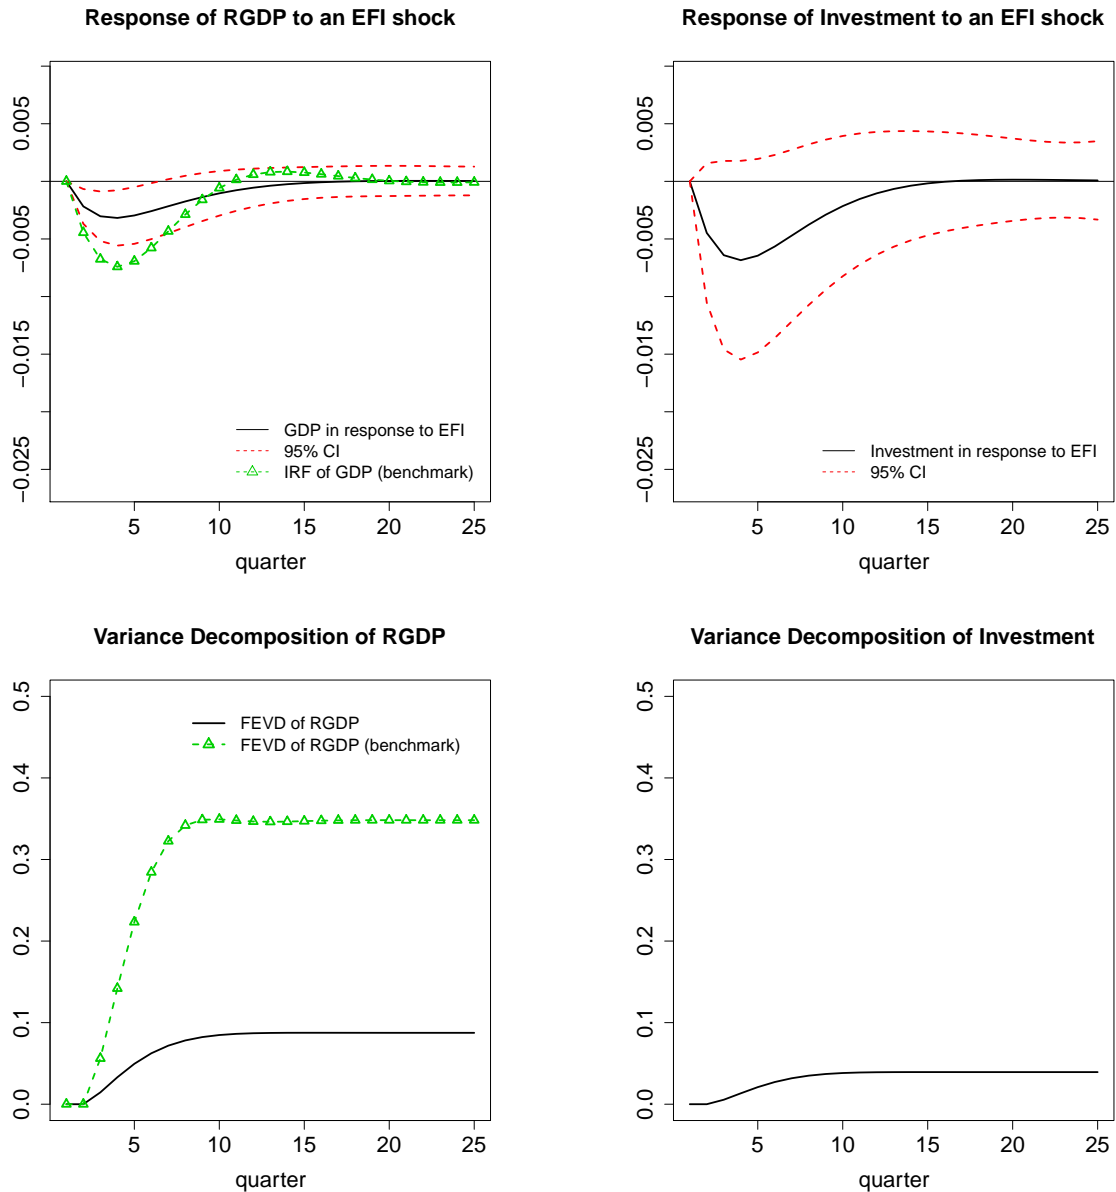 Response of RGDP to an EFI shock
0.005
−0.005
−0.015
−0.025
GDP in response to EFI
95% CI
IRF of GDP (benchmark)
5 10 15 20 25
quarter
Response of Investment to an EFI shock
0.005
−0.005
−0.015
−0.025
Investment in response to EFI
95% CI
5 10 15 20 25
quarter
Variance Decomposition of RGDP
0.5
0.4
0.3
0.2
0.1
0.0
FEVD of RGDP
FEVD of RGDP (benchmark)
5 10 15 20 25
quarter
Variance Decomposition of Investment
0.5
0.4
0.3
0.2
0.1
0.0
5 10 15 20 25
quarter